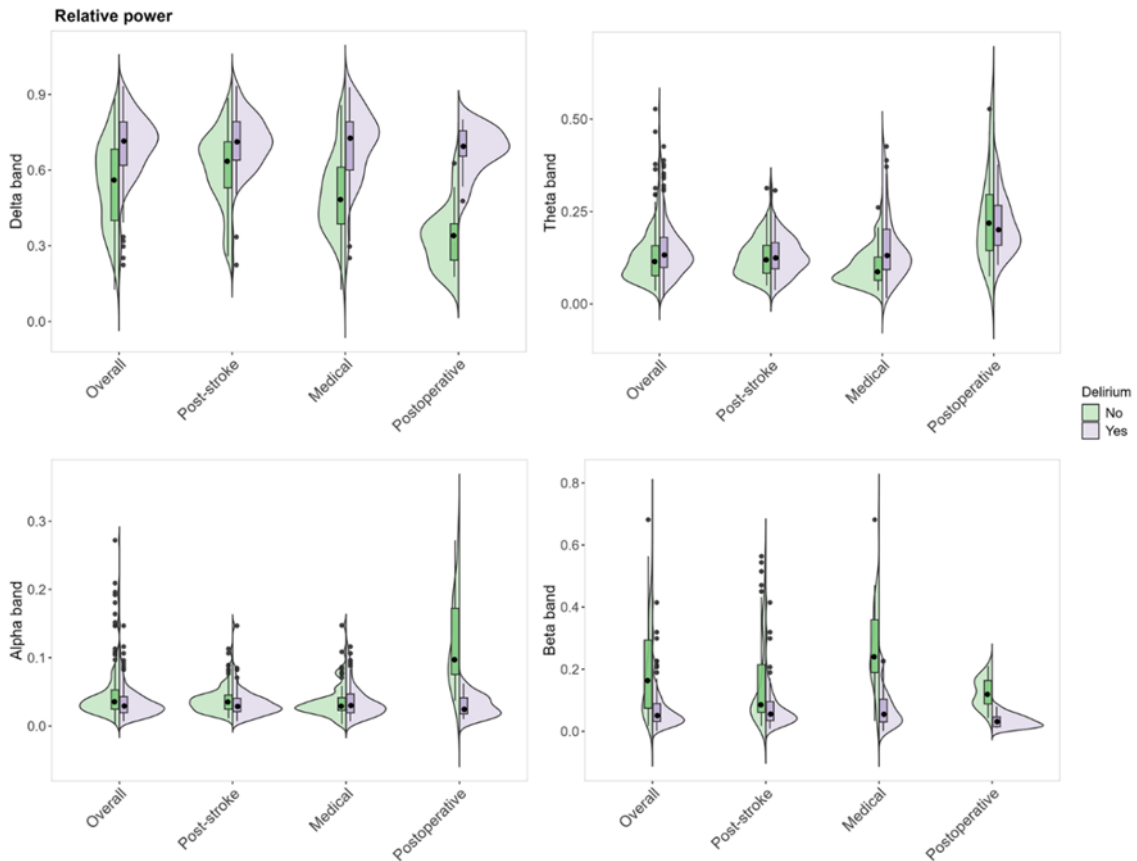 Relative power
Delta band
0.9
0.6
0.3
0.0
Overall
Post-stroke
Medical
Postoperative
Theta band
0.50
0.25
0.00
Overall
Post-stroke
Medical
Postoperative
Delirium
No
Yes
Alpha band
0.3
0.2
0.1
0.0
Overall
Post-stroke
Medical
Postoperative
Beta band
0.8
0.6
0.4
0.2
0.0
Overall
Post-stroke
Medical
Postoperative